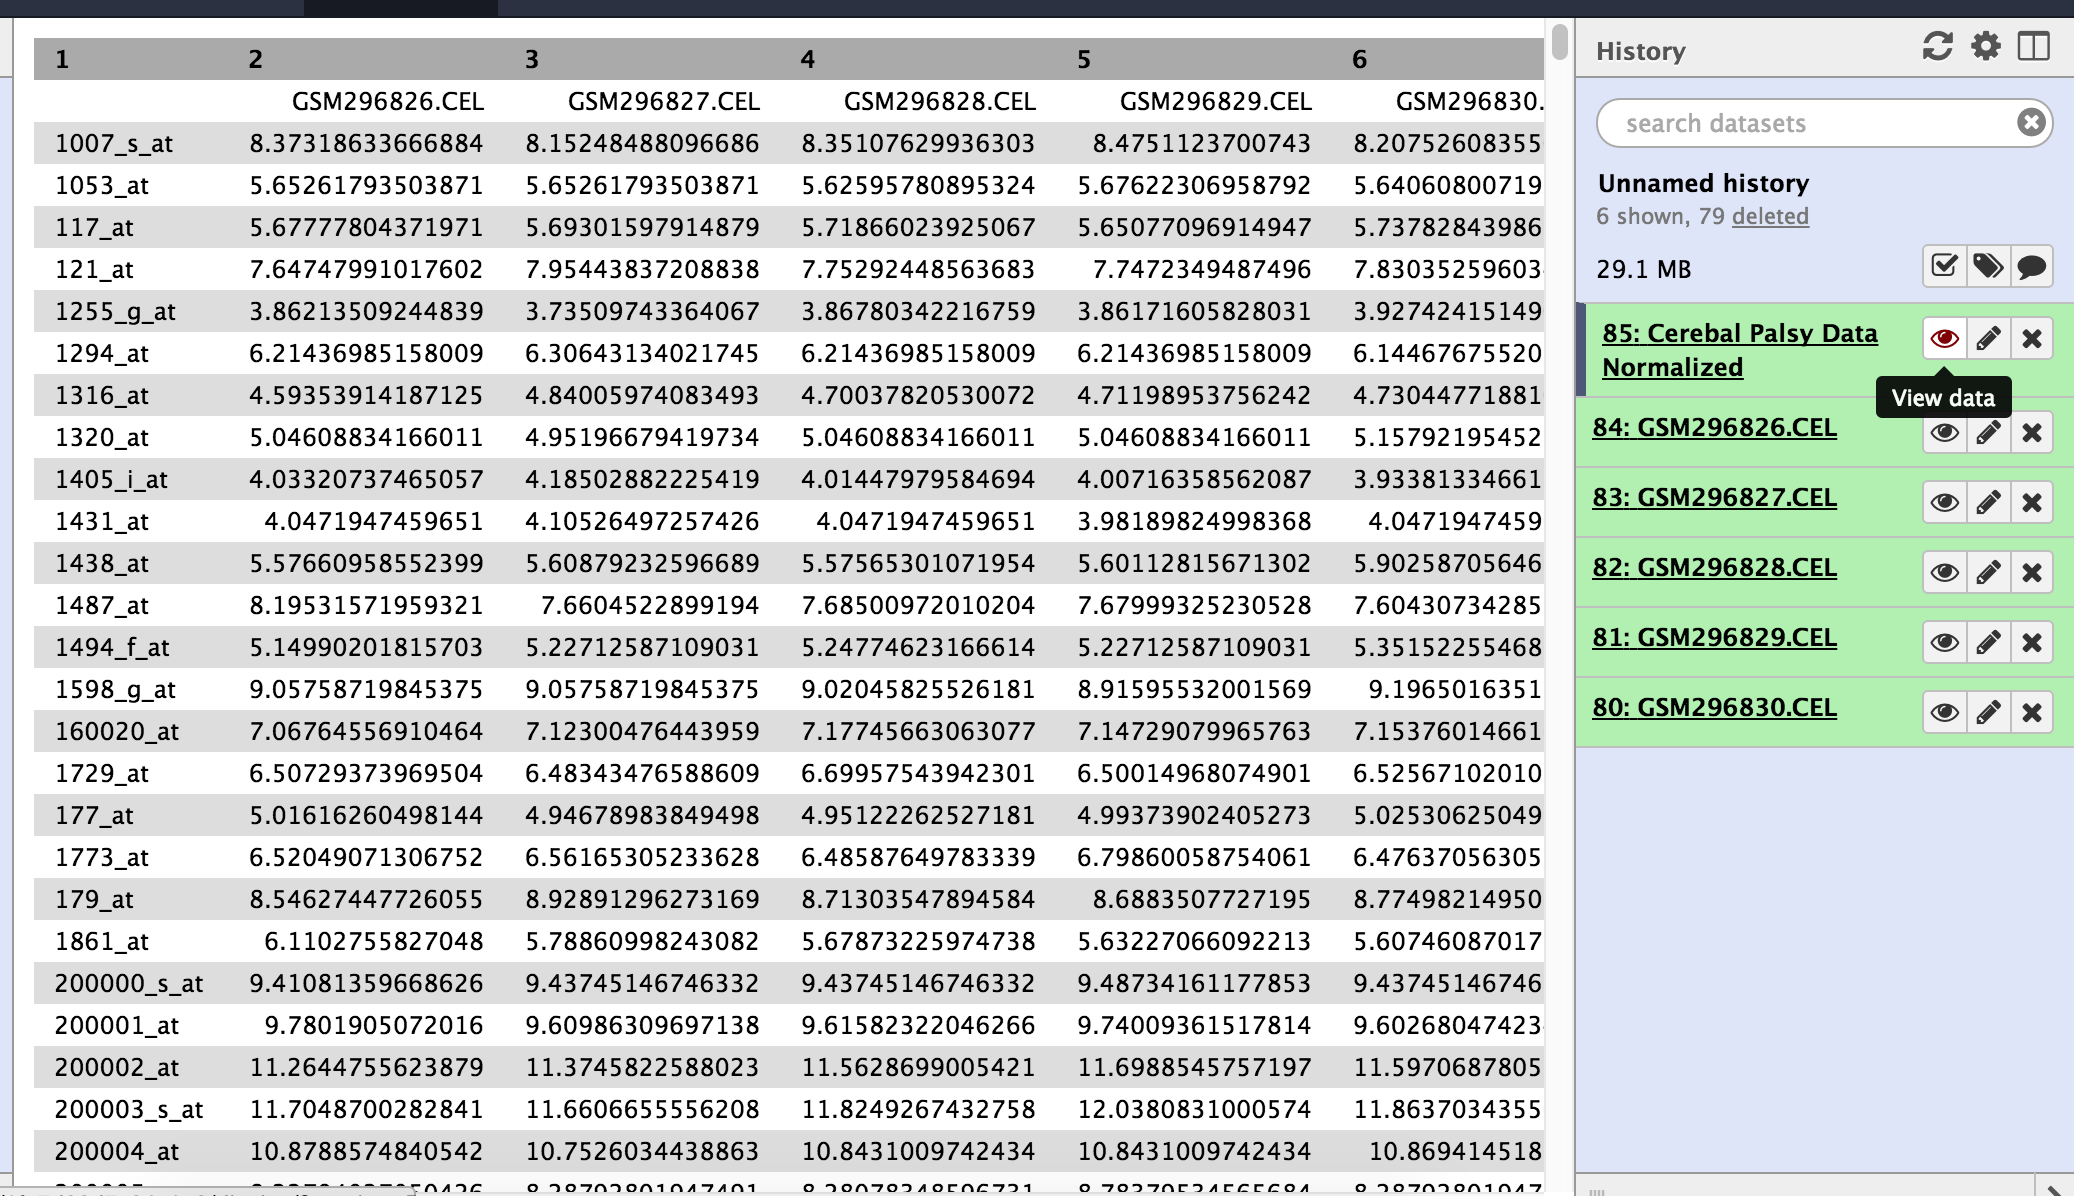 1 2 3 4 5 6
GSM296826.CEL GSM296827.CEL GSM296828.CEL GSM296829.CEL GSM296830.
1007_s_at 8.37318633666884 8.15248488096686 8.35107629936303 8.4751123700743 8.20752608355
1053_at 5.65261793503871 5.65261793503871 5.62595780895324 5.67622306958792 5.64060800719
117_at 5.67777804371971 5.69301597914879 5.71866023925067 5.65077096914947 5.73782843986
121_at 7.64747991017602 7.95443837208838 7.75292448563683 7.7472349487496 7.83035259603
1255_g_at 3.86213509244839 3.73509743364067 3.86780342216759 3.86171605828031 3.92742415149
1294_at 6.21436985158009 6.30643134021745 6.21436985158009 6.21436985158009 6.14467675520
1316_at 4.59353914187125 4.84005974083493 4.70037820530072 4.71198953756242 4.73044771881
1320_at 5.04608834166011 4.95196679419734 5.04608834166011 5.04608834166011 5.15792195452
1405_i_at 4.03320737465057 4.18502882225419 4.01447979584694 4.00716358562087 3.93381334661
1431_at 4.0471947459651 4.10526497257426 4.0471947459651 3.98189824998368 4.0471947459
1438_at 5.57660958552399 5.60879232596689 5.57565301071954 5.60112815671302 5.90258705646
1487_at 8.19531571959321 7.6604522899194 7.68500972010204 7.67999325230528 7.60430734285
1494_f_at 5.14990201815703 5.22712587109031 5.24774623166614 5.22712587109031 5.35152255468
1598_g_at 9.05758719845375 9.05758719845375 9.02045825526181 8.91595532001569 9.1965016351
160020_at 7.06764556910464 7.12300476443959 7.17745663063077 7.14729079965763 7.15376014661
1729_at 6.50729373969504 6.48343476588609 6.69957543942301 6.50014968074901 6.52567102010
177_at 5.01616260498144 4.94678983849498 4.95122262527181 4.99373902405273 5.02530625049
1773_at 6.52049071306752 6.56165305233628 6.48587649783339 6.79860058754061 6.47637056305
179_at 8.54627447726055 8.92891296273169 8.71303547894584 8.6883507727195 8.77498214950
1861_at 6.1102755827048 5.78860998243082 5.67873225974738 5.63227066092213 5.60746087017
200000_s_at 9.41081359668626 9.43745146746332 9.43745146746332 9.48734161177853 9.43745146746
200001_at 9.7801905072016 9.60986309697138 9.61582322046266 9.74009361517814 9.60268047423
200002_at 11.2644755623879 11.3745822588023 11.5628699005421 11.6988545757197 11.5970687805
200003_s_at 11.7048700282841 11.6606655556208 11.8249267432758 12.0380831000574 11.8637034355
200004_at 10.8788574840542 10.7526034438863 10.8431009742434 10.8431009742434 10.869414518
History
search datasets
Unnamed history
6 shown, 79 deleted
29.1 MB
85: Cerebal Palsy Data
Normalized
View data
84: GSM296826.CEL
83: GSM296827.CEL
82: GSM296828.CEL
81: GSM296829.CEL
80: GSM296830.CEL